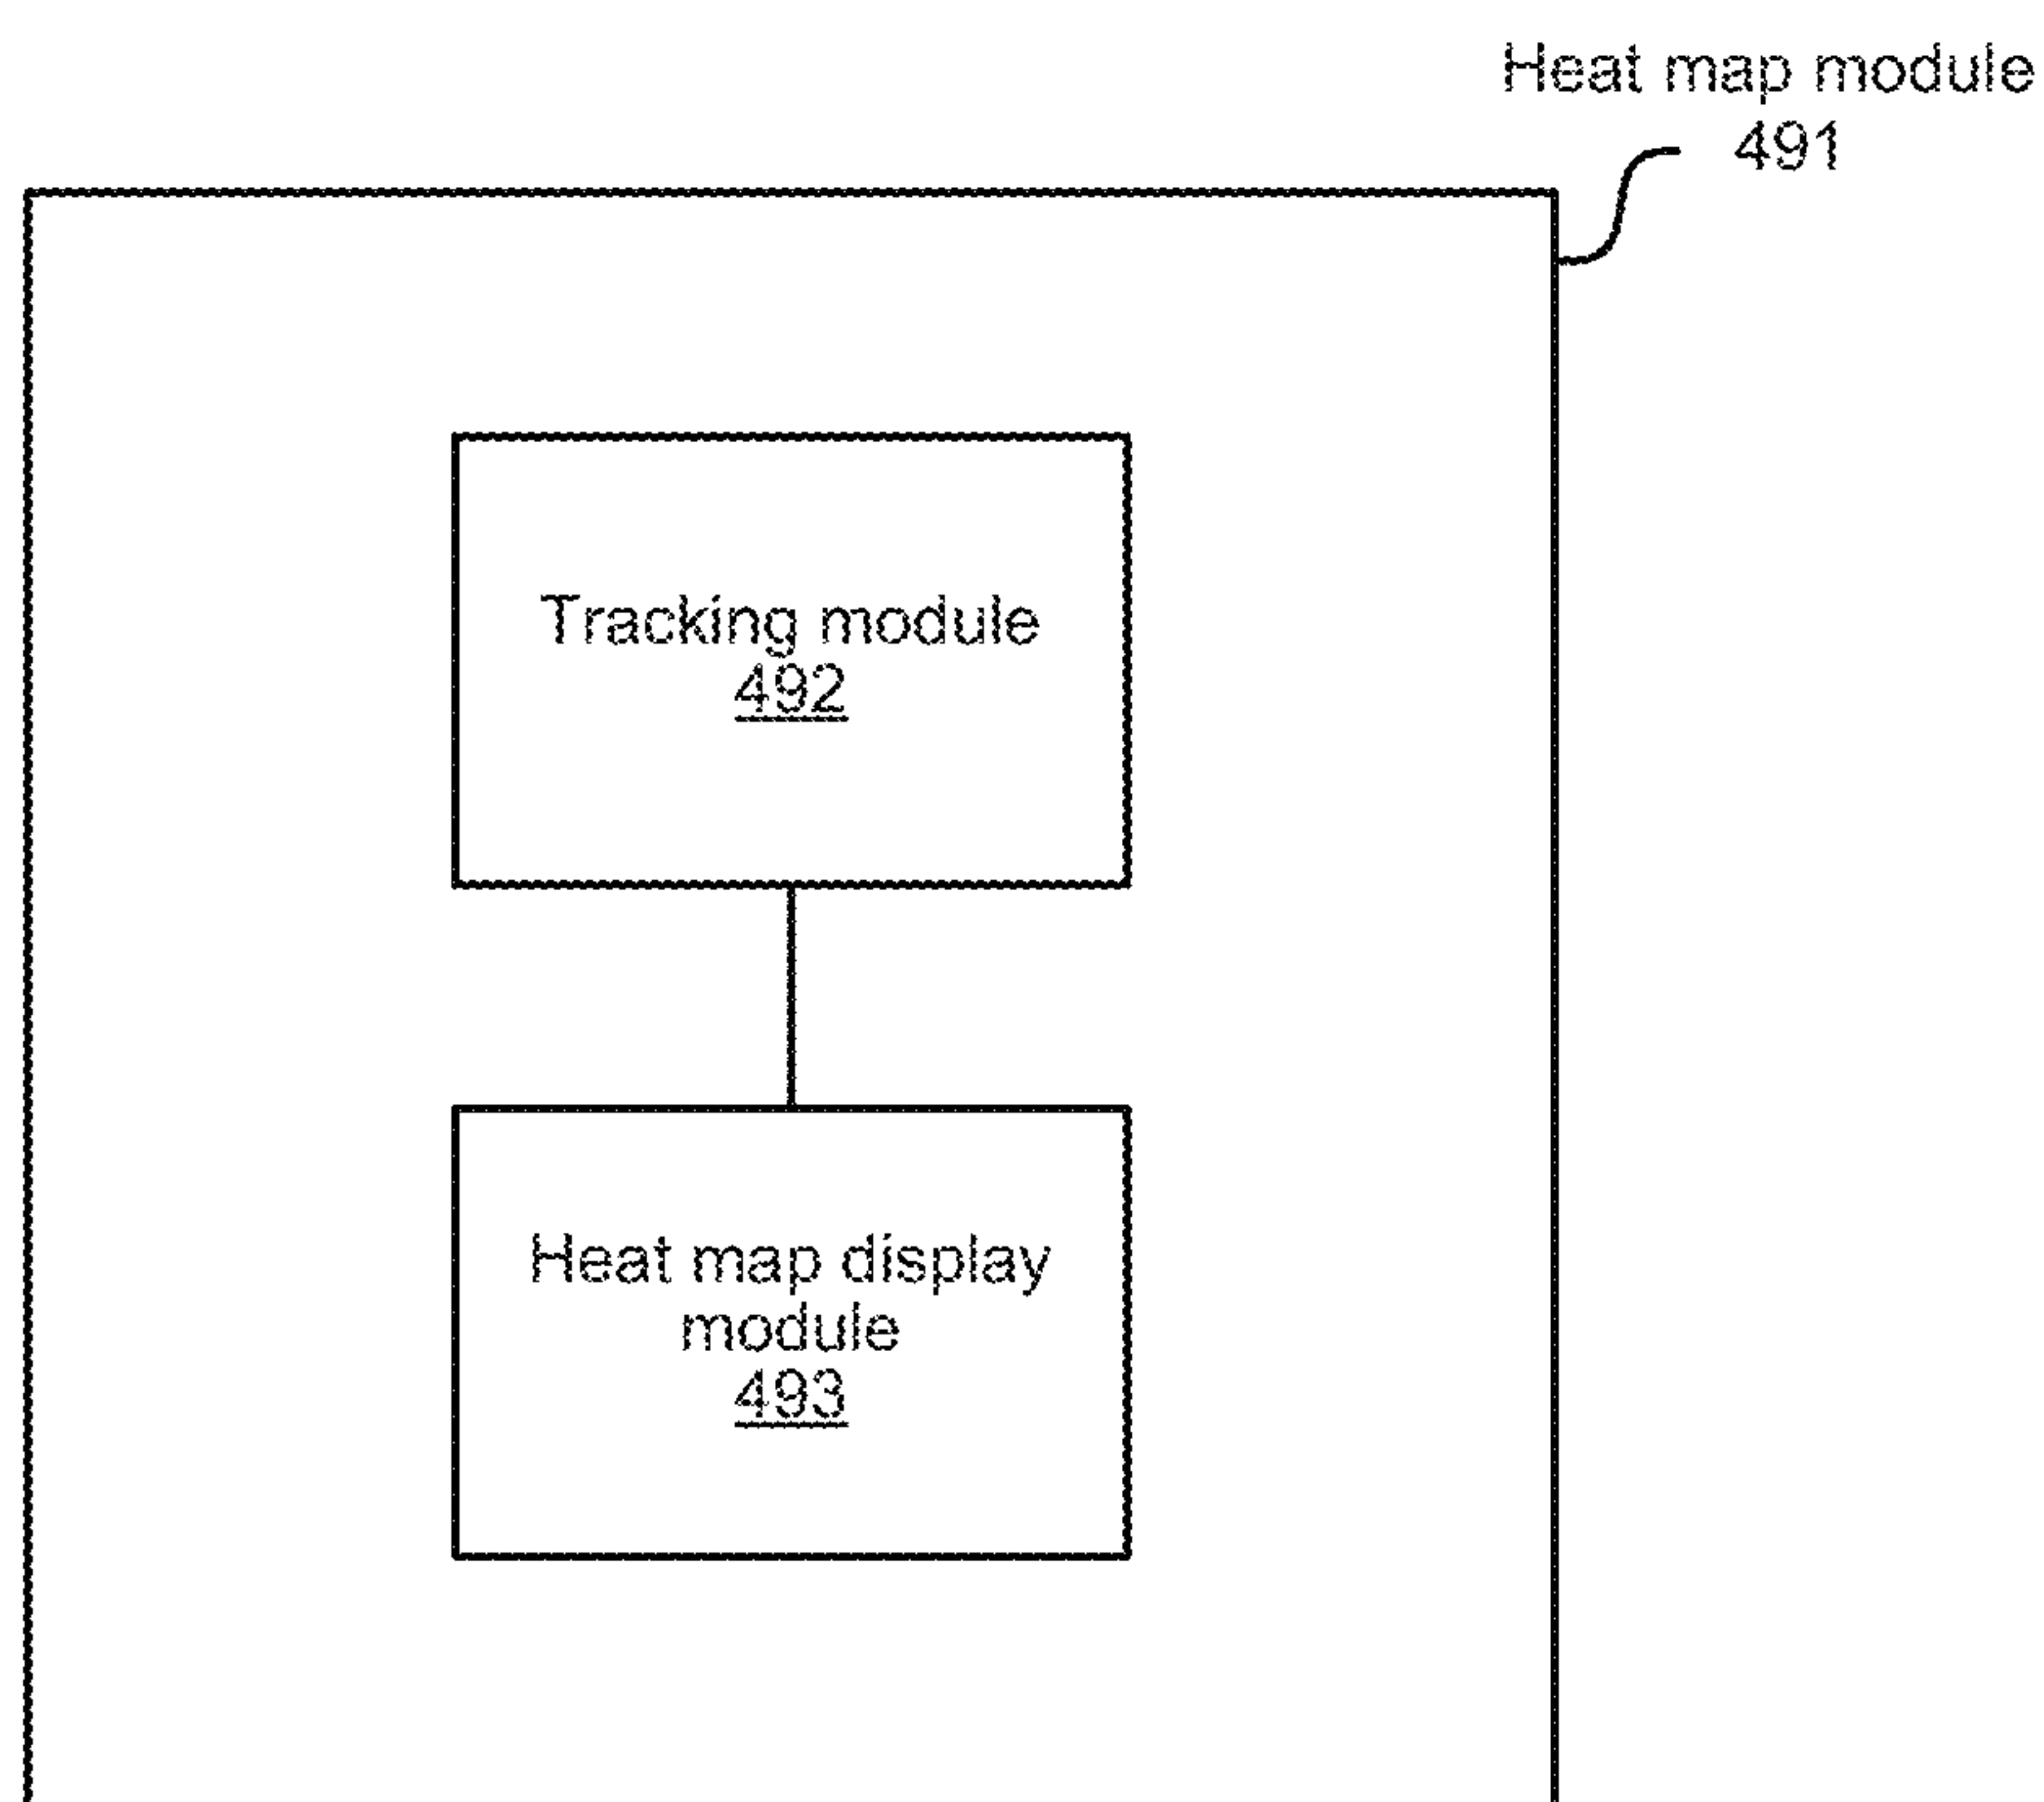 Heat map module
491
Tracking module
492
Heat map display
module
493